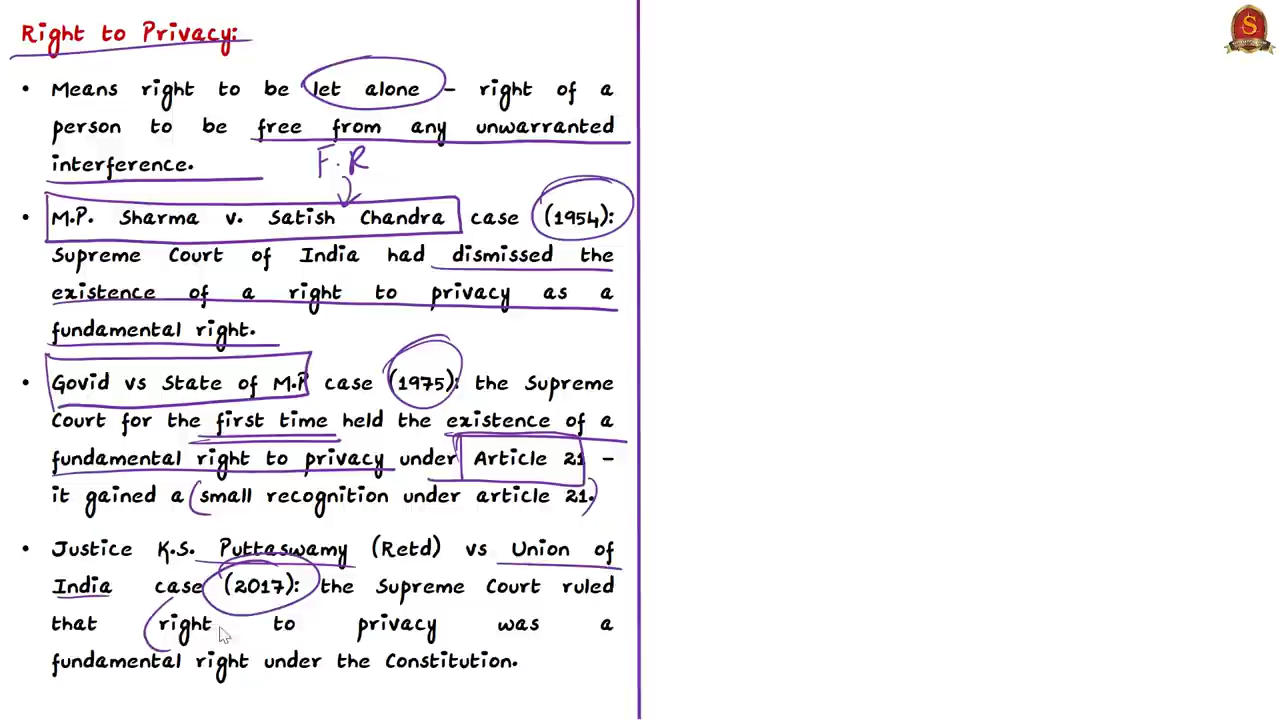 Right to Privacy:
• Means right to be let alone – right of a
person to be free from any unwarranted
interference.
F.R
• M.P. Sharma v. Satish Chandra case (1954):
Supreme Court of India had dismissed the
existence of a right to privacy as a
fundamental right.
• Govid vs State of M.P case (1975): the Supreme
Court for the first time held the existence of a
fundamental right to privacy under Article 21 –
it gained a small recognition under article 21.
• Justice K.S. Puttaswamy (Retd) vs Union of
India case (2017): the Supreme Court ruled
that right to privacy was a
fundamental right under the Constitution.
S